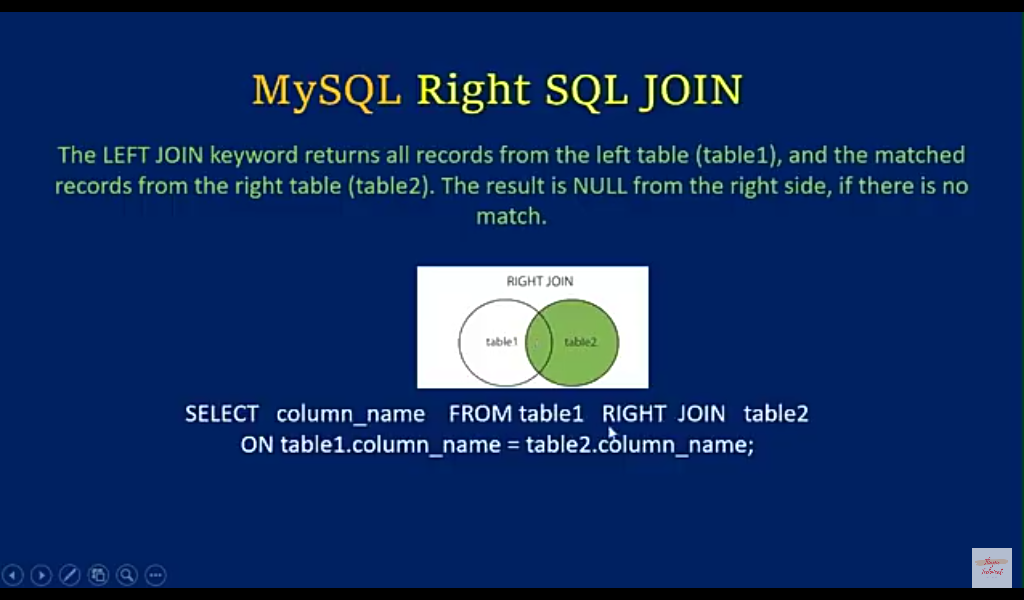 MySQL Right SQL JOIN
The LEFT JOIN keyword returns all records from the left table (table1), and the matched
records from the right table (table2). The result is NULL from the right side, if there is no
match.
RIGHT JOIN
table1 table2
SELECT column_name FROM table1 RIGHT JOIN table2
ON table1.column_name = table2.column_name;